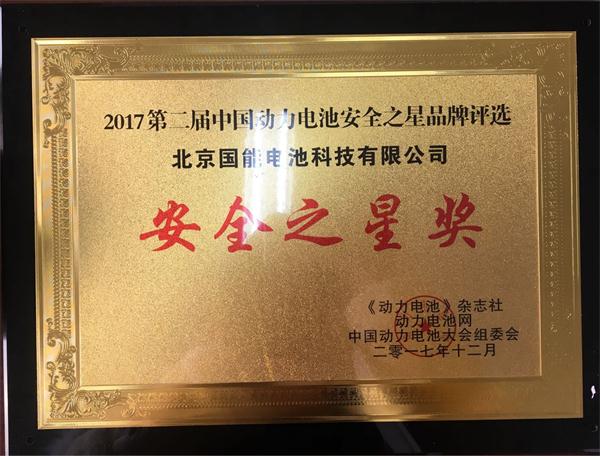 2017第二届中国动力电池安全之星品牌评选
北京国能电池科技有限公司
安全之星奖
《动力电池》杂志社
动力电池网
中国动力电池大会组委会
二零一七年十二月